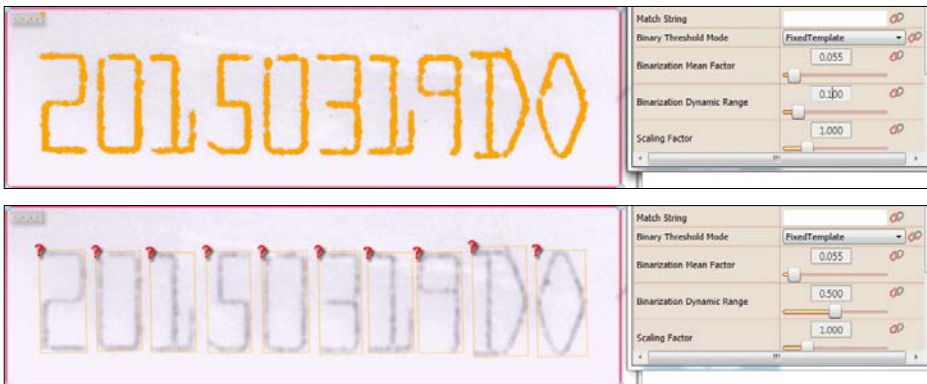 20150319DO
Match String
Binary Threshold Mode FixedTemplate
Binarization Mean Factor 0.055
Binarization Dynamic Range 0.100
Scaling Factor 1.000
? ? ? ? ? ? ? ? ? ?
20150319DO
Match String
Binary Threshold Mode FixedTemplate
Binarization Mean Factor 0.055
Binarization Dynamic Range 0.500
Scaling Factor 1.000